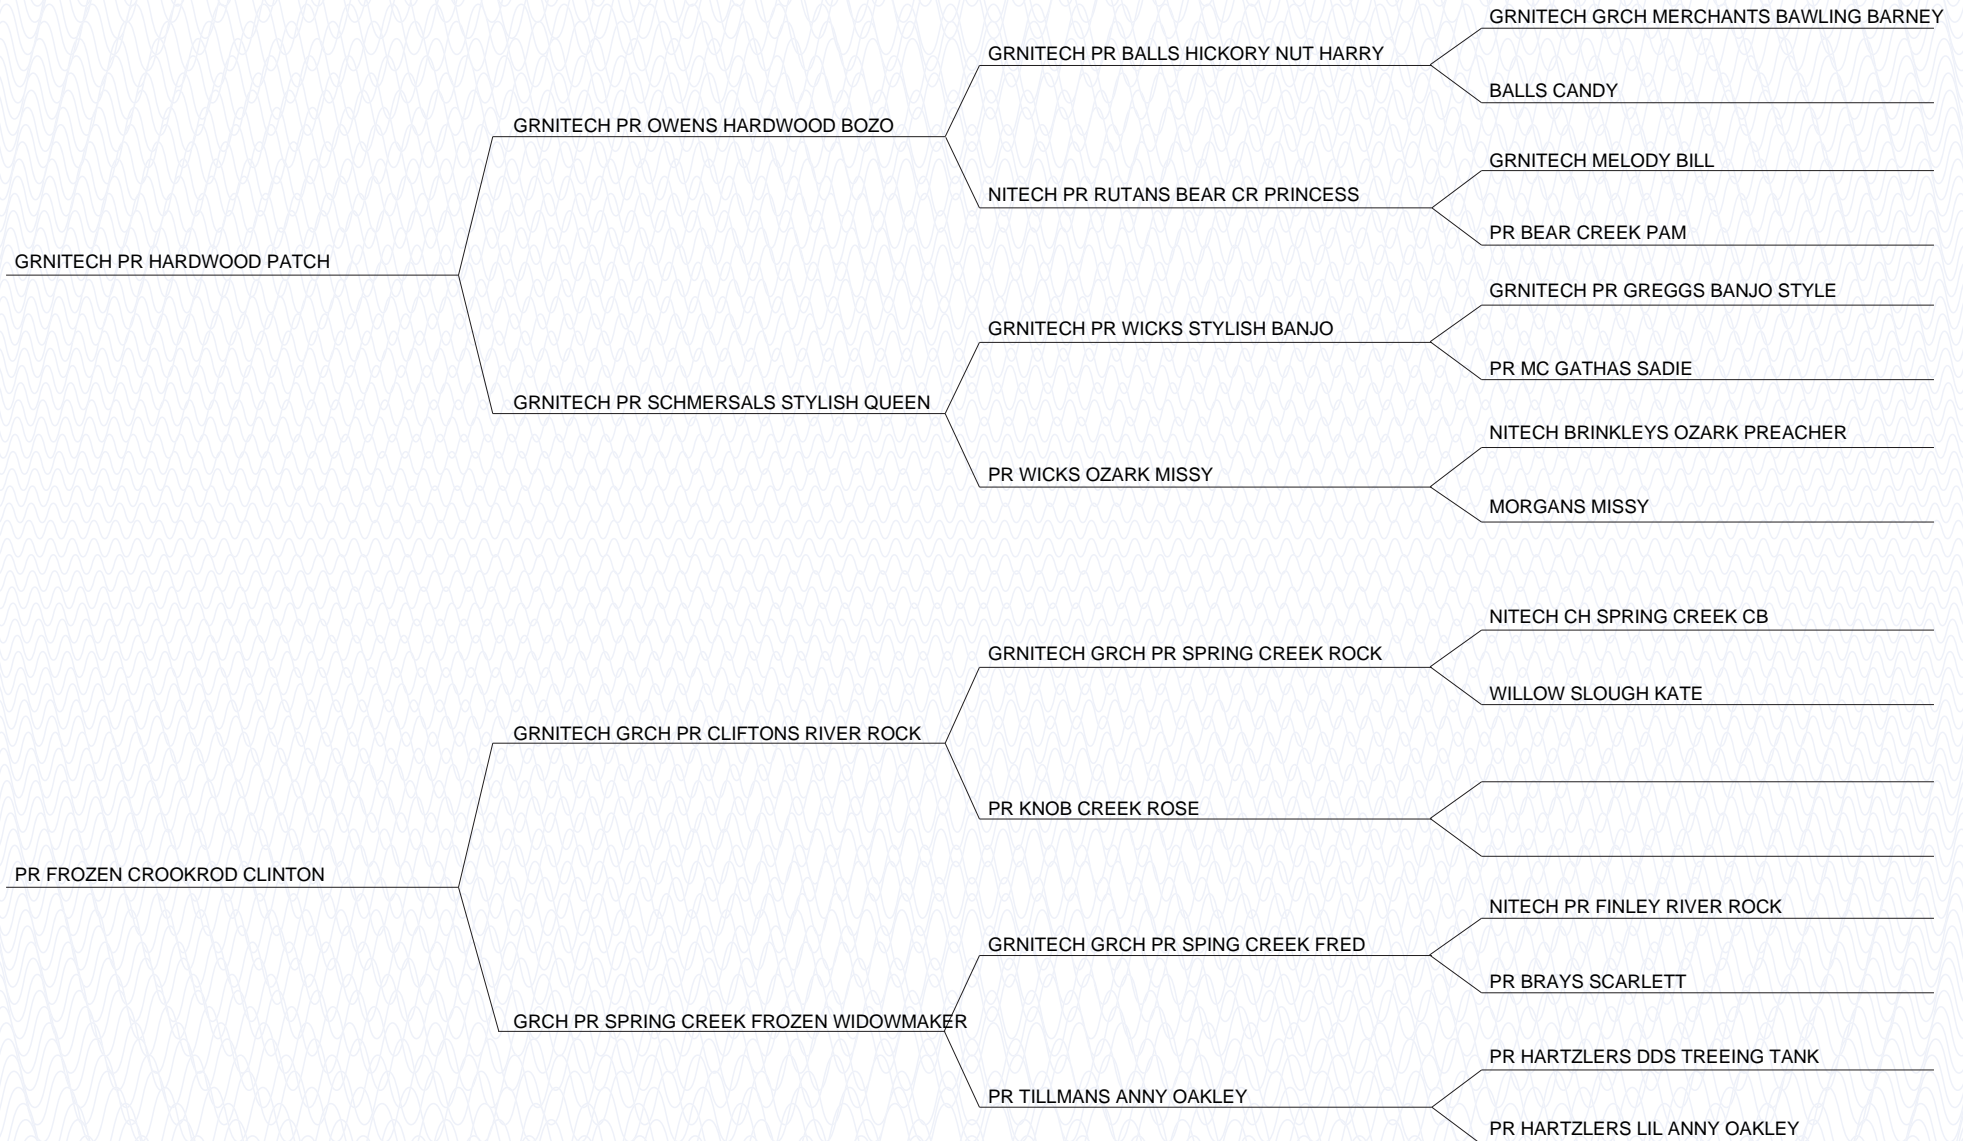 GRNITECH GRCH MERCHANTS BAWLING BARNEY
GRNITECH PR BALLS HICKORY NUT HARRY
BALLS CANDY
GRNITECH PR OWENS HARDWOOD BOZO
GRNITECH MELODY BILL
NITECH PR RUTANS BEAR CR PRINCESS
PR BEAR CREEK PAM
GRNITECH PR HARDWOOD PATCH
GRNITECH PR GREGGS BANJO STYLE
GRNITECH PR WICKS STYLISH BANJO
PR MC GATHAS SADIE
GRNITECH PR SCHMERSALS STYLISH QUEEN
NITECH BRINKLEYS OZARK PREACHER
PR WICKS OZARK MISSY
MORGANS MISSY
NITECH CH SPRING CREEK CB
GRNITECH GRCH PR SPRING CREEK ROCK
WILLOW SLOUGH KATE
GRNITECH GRCH PR CLIFTONS RIVER ROCK
PR KNOB CREEK ROSE
PR FROZEN CROOKROD CLINTON
NITECH PR FINLEY RIVER ROCK
GRNITECH GRCH PR SPING CREEK FRED
PR BRAYS SCARLETT
GRCH PR SPRING CREEK FROZEN WIDOWMAKER
PR HARTZLERS DDS TREEING TANK
PR TILLMANS ANNY OAKLEY
PR HARTZLERS LIL ANNY OAKLEY